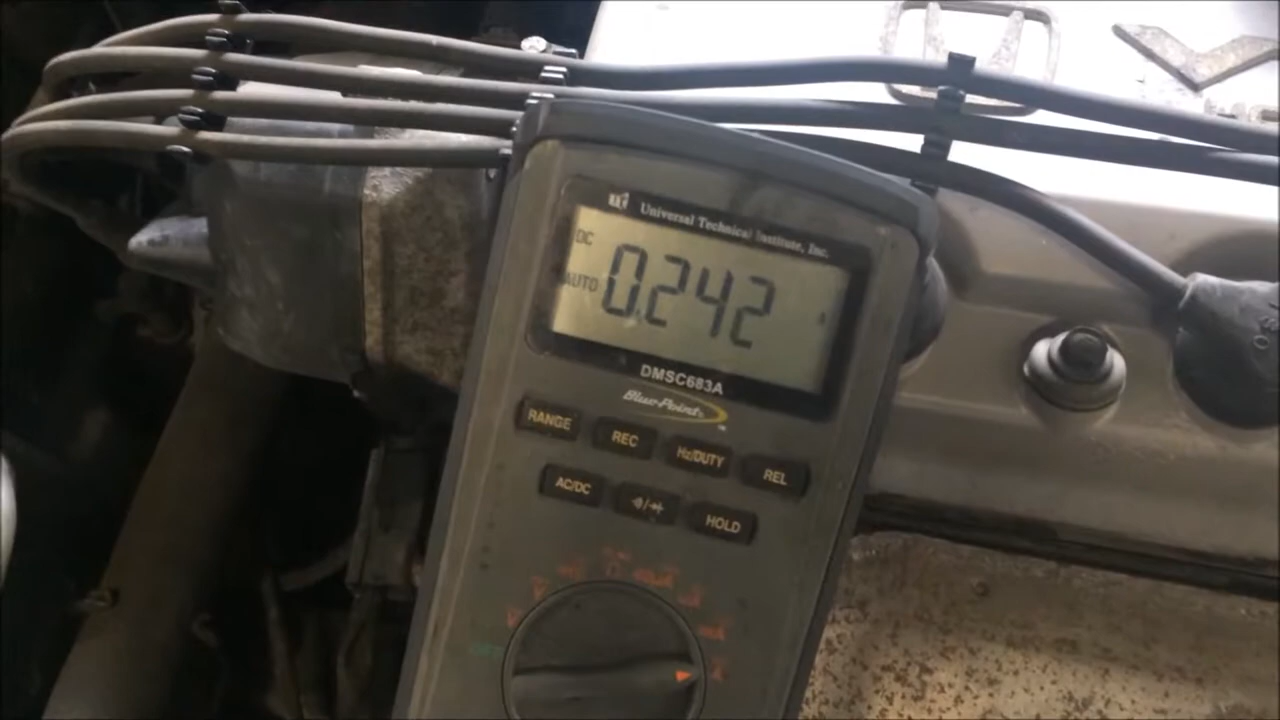 Universal Technical Institute, Inc.
DC
AUTO
0.242
DMSC683A
Blue-Point
RANGE
REC
Hz/DUTY
REL
AC/DC
HOLD
OFF